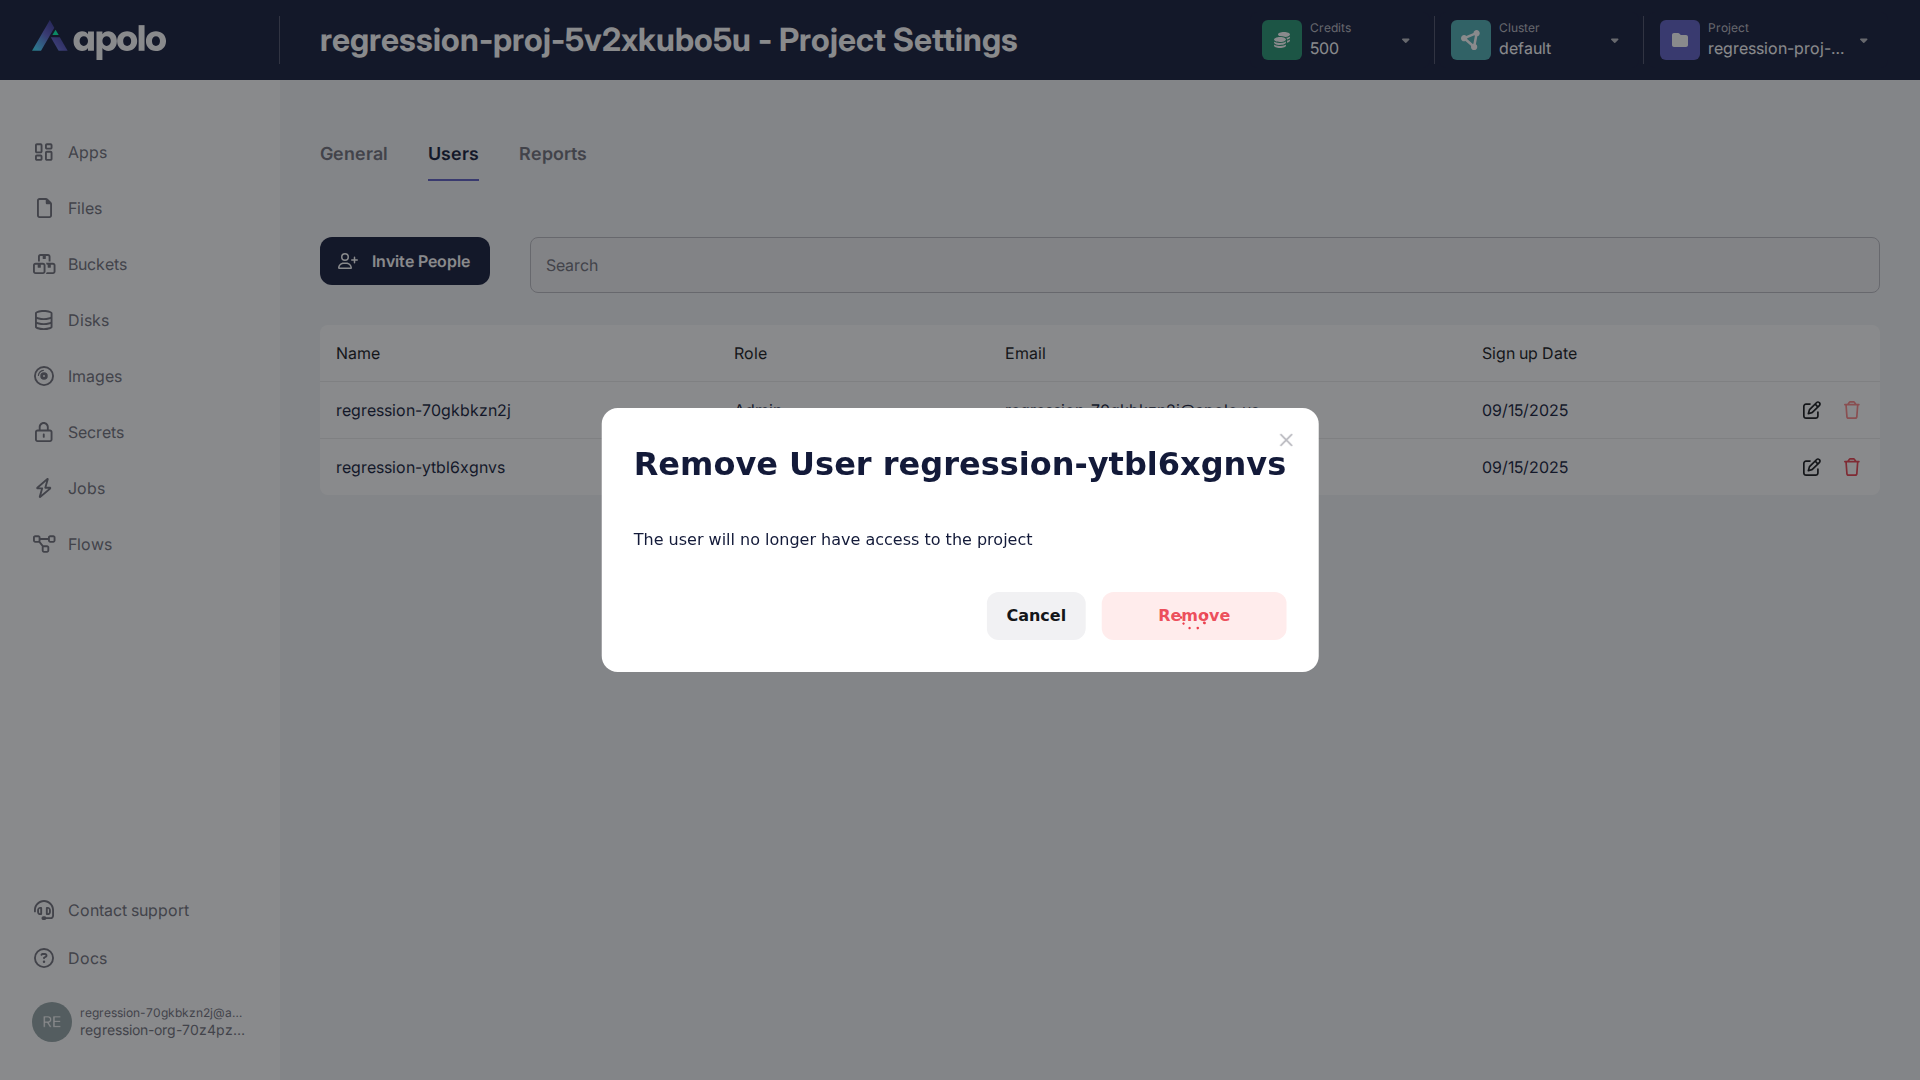 apolo
regression-proj-5v2xkubo5u - Project Settings
Credits
500
Cluster
default
Project
regression-proj-...
Apps
Files
Buckets
Disks
Images
Secrets
Jobs
Flows
Contact support
Docs
RE
regression-70gkbkzn2j@a...
regression-org-70z4pz...
General
Users
Reports
Invite People
Search
Name Role Email Sign up Date
regression-70gkbkzn2j Admin 09/15/2025
regression-ytbl6xgnvs 09/15/2025
Remove User regression-ytbl6xgnvs
The user will no longer have access to the project
Cancel
Remove